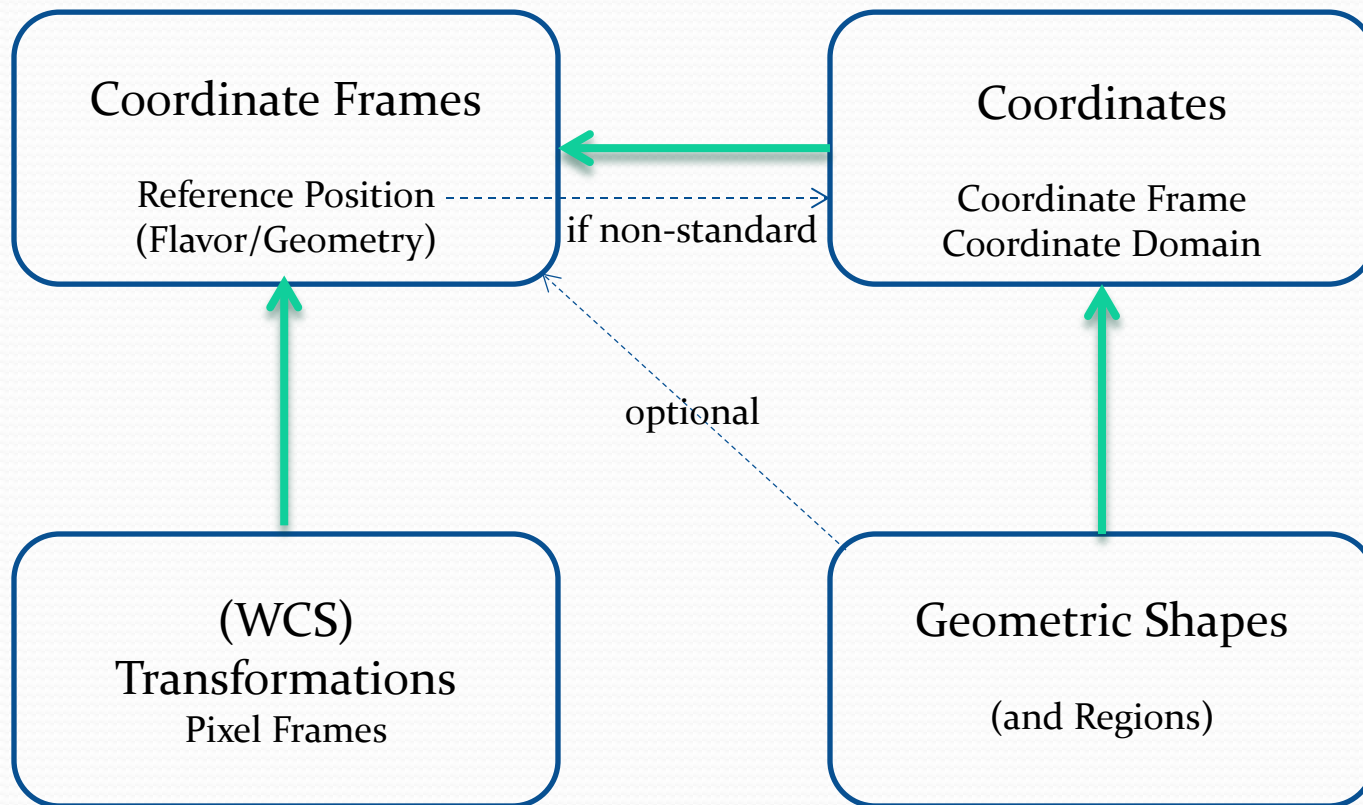 Coordinate Frames
Reference Position
(Flavor/Geometry)
if non-standard
Coordinates
Coordinate Frame
Coordinate Domain
optional
(WCS)
Transformations
Pixel Frames
Geometric Shapes
(and Regions)